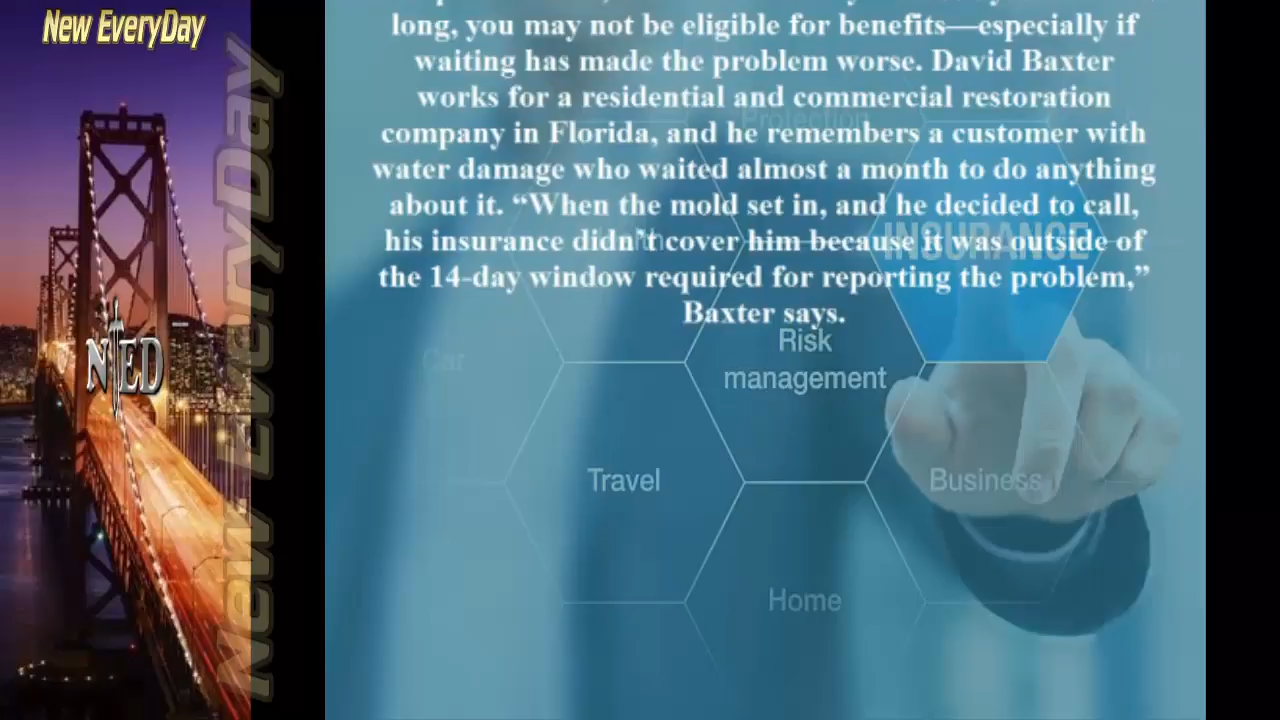 New EveryDay
New EveryDay
NED
long, you may not be eligible for benefits—especially if
waiting has made the problem worse. David Baxter
works for a residential and commercial restoration
company in Florida, and he remembers a customer with
water damage who waited almost a month to do anything
about it. “When the mold set in, and he decided to call,
his insurance didn’t cover him because it was outside of
the 14-day window required for reporting the problem,”
Baxter says.
Protection
INSURANCE
Risk
management
Car
Travel
Business
Home